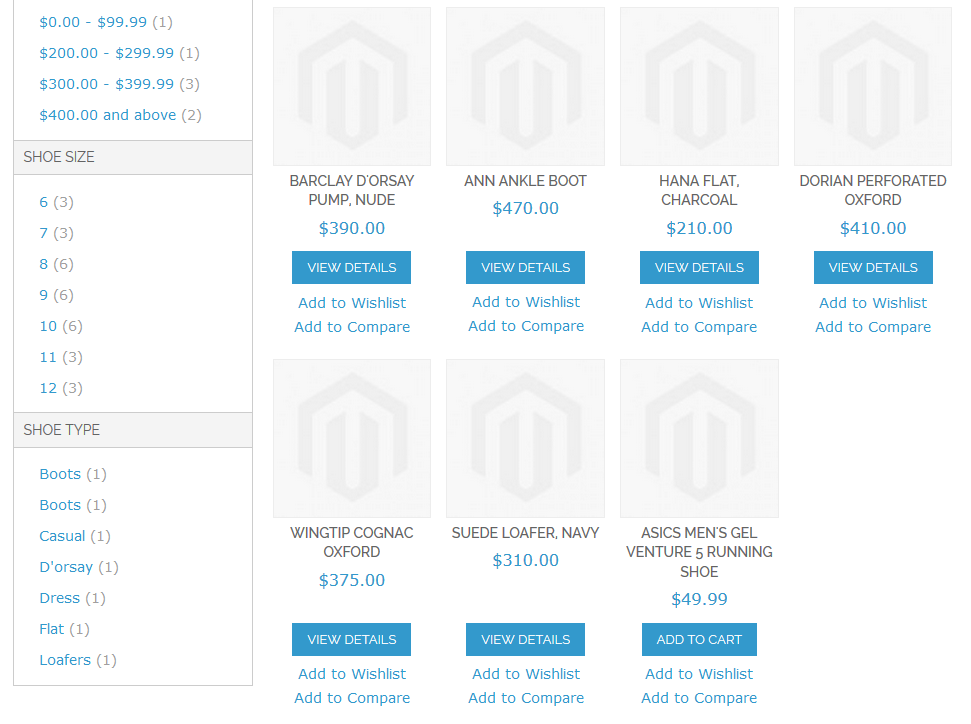 $0.00 - $99.99 (1)
$200.00 - $299.99 (1)
$300.00 - $399.99 (3)
$400.00 and above (2)
SHOE SIZE
6 (3)
7 (3)
8 (6)
9 (6)
10 (6)
11 (3)
12 (3)
SHOE TYPE
Boots (1)
Boots (1)
Casual (1)
D'orsay (1)
Dress (1)
Flat (1)
Loafers (1)
BARCLAY D'ORSAY
PUMP, NUDE
$390.00
VIEW DETAILS
Add to Wishlist
Add to Compare
ANN ANKLE BOOT
$470.00
VIEW DETAILS
Add to Wishlist
Add to Compare
HANA FLAT,
CHARCOAL
$210.00
VIEW DETAILS
Add to Wishlist
Add to Compare
DORIAN PERFORATED
OXFORD
$410.00
VIEW DETAILS
Add to Wishlist
Add to Compare
WINGTIP COGNAC
OXFORD
$375.00
VIEW DETAILS
Add to Wishlist
Add to Compare
SUEDE LOAFER, NAVY
$310.00
VIEW DETAILS
Add to Wishlist
Add to Compare
ASICS MEN'S GEL
VENTURE 5 RUNNING
SHOE
$49.99
ADD TO CART
Add to Wishlist
Add to Compare